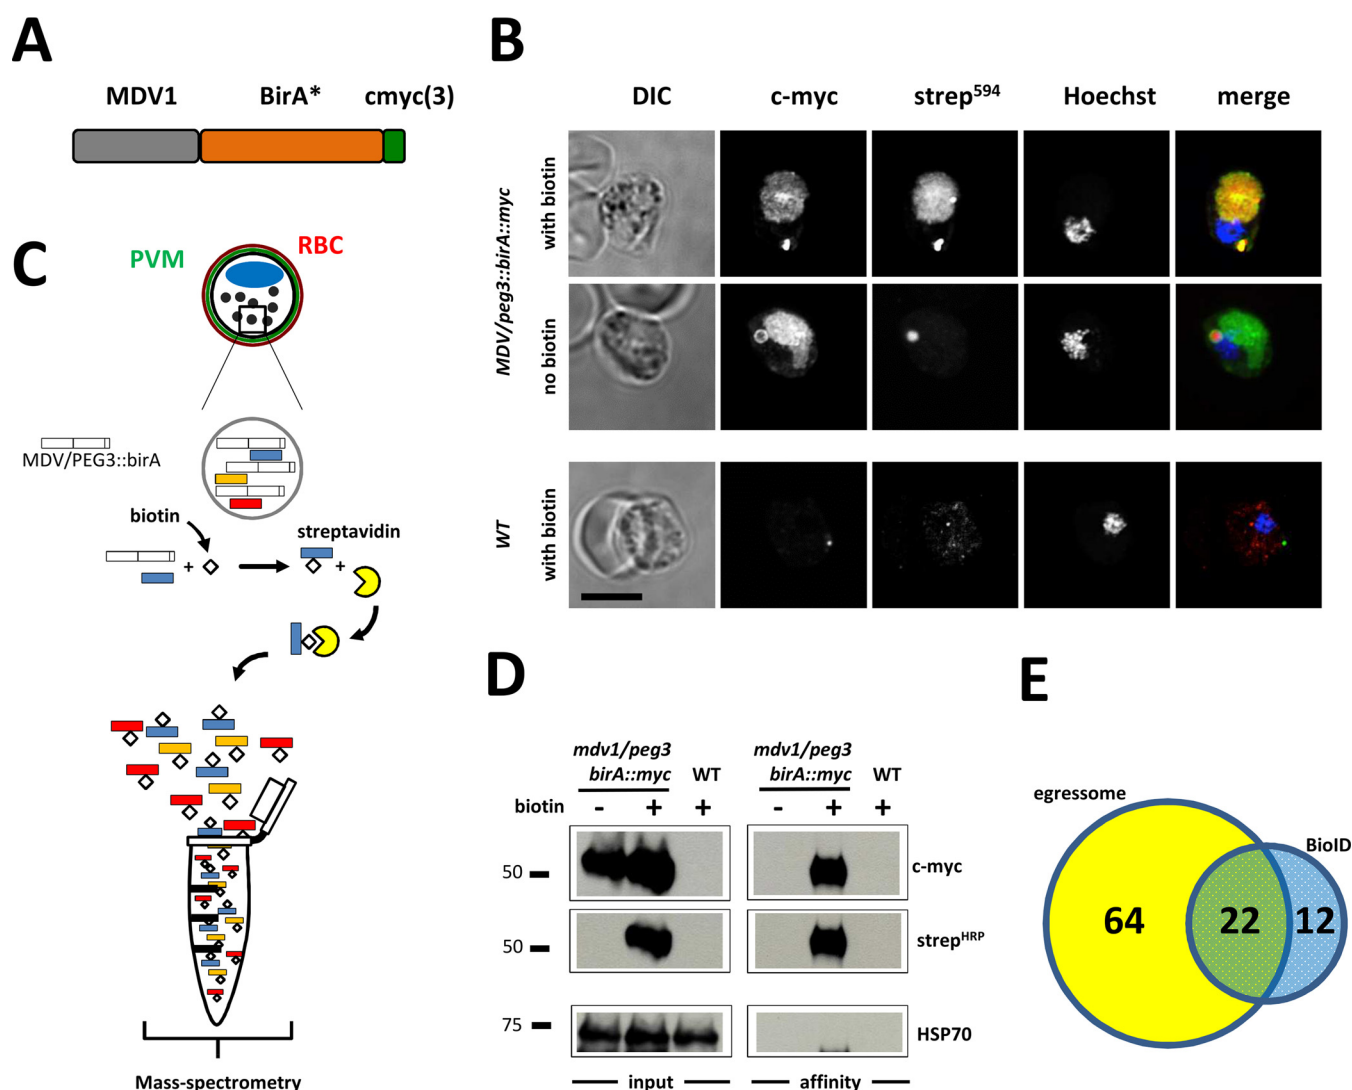 A
MDV1 BirA* cmyc(3)
B
DIC c-myc strep594 Hoechst merge
MDV/peg3::birA::myc
with biotin
no biotin
WT
with biotin
C
PVM RBC
MDV/PEG3::birA
biotin
streptavidin
+
+
Mass-spectrometry
D
mdv1/peg3 mdv1/peg3
birA::myc WT birA::myc WT
biotin - + + - + +
50 c-myc
50 strepHRP
75 HSP70
input affinity
E
egressome
BioID
64 22 12